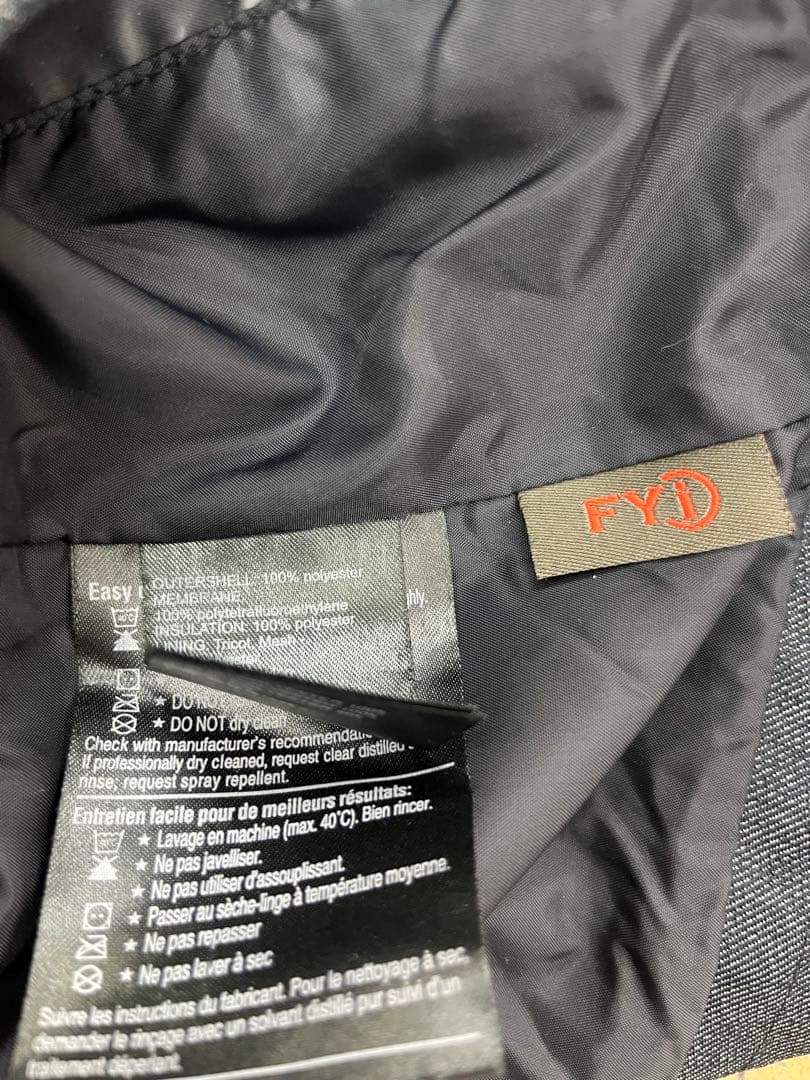 FYi
Easy
OUTERSHELL: 100% polyester
MEMBRANE
100% polytetrafluoroethylene
INSULATION: 100% polyester
NING: Tricot, Mesh
hly.
★ DO NOT
★ DO NOT dry clean
Check with manufacturer's
If professionally dry cleaned, request clear distilled
rinse, request spray repellent.
Entretien facile pour de meilleurs résultats:
★ Lavage en machine (max. 40°C). Bien rincer.
★ Ne pas javelliser.
★ Ne pas utiliser d'assouplissant.
★ Passer au sèche-linge à température moyenne.
★ Ne pas repasser
★ Ne pas laver à sec
Suivre les instructions du fabricant. Pour le nettoyage à sec,
demander le rinçage avec un solvant distillé pur suivi d'un
traitement déperlant.